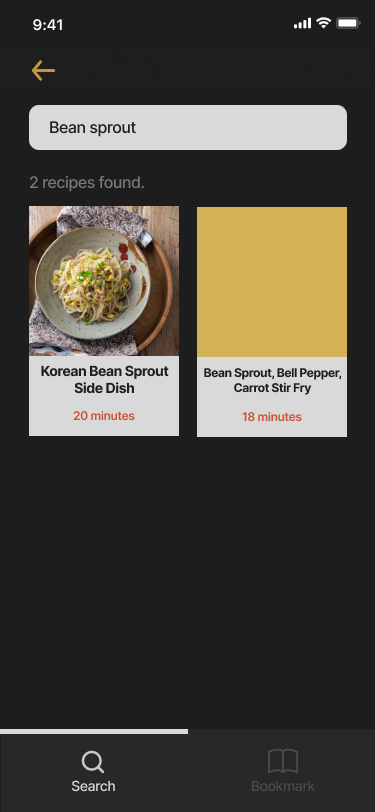 9:41
Bean sprout
2 recipes found.
Korean Bean Sprout
Side Dish
20 minutes
Bean Sprout, Bell Pepper,
Carrot Stir Fry
18 minutes
Search
Bookmark